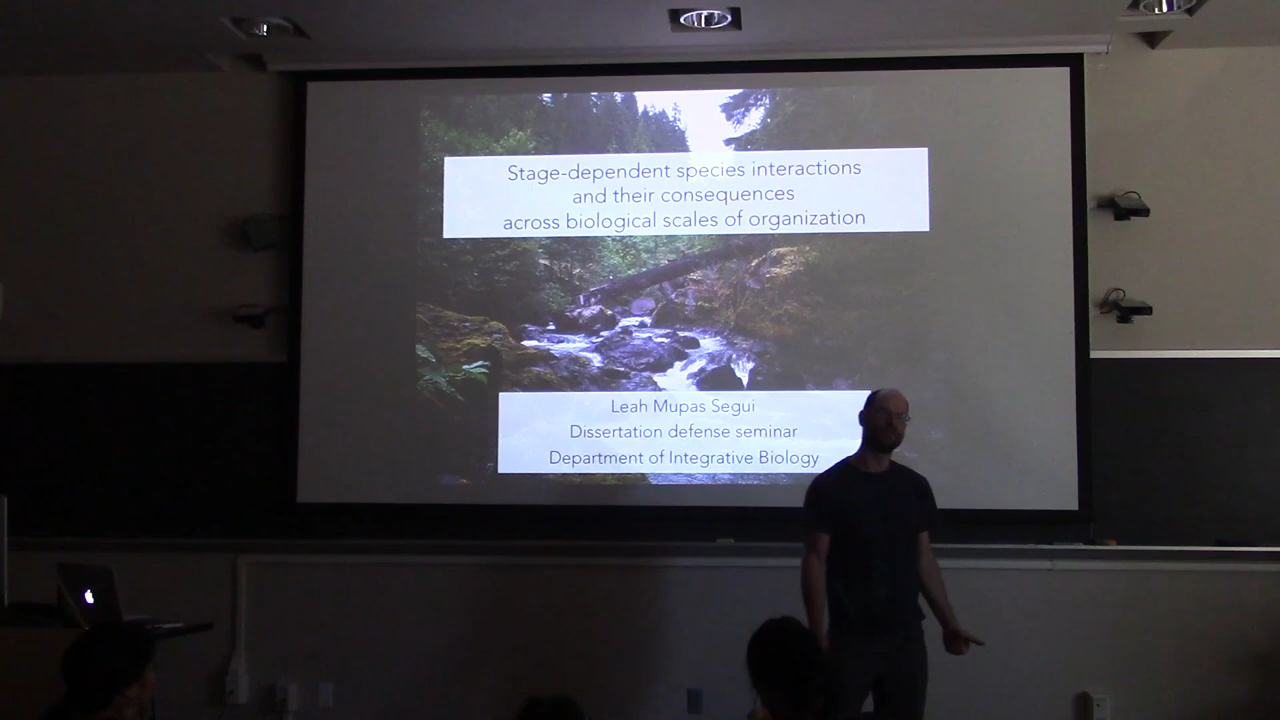 Stage-dependent species interactions
and their consequences
across biological scales of organization
Leah Mupas Segui
Dissertation defense seminar
Department of Integrative Biology